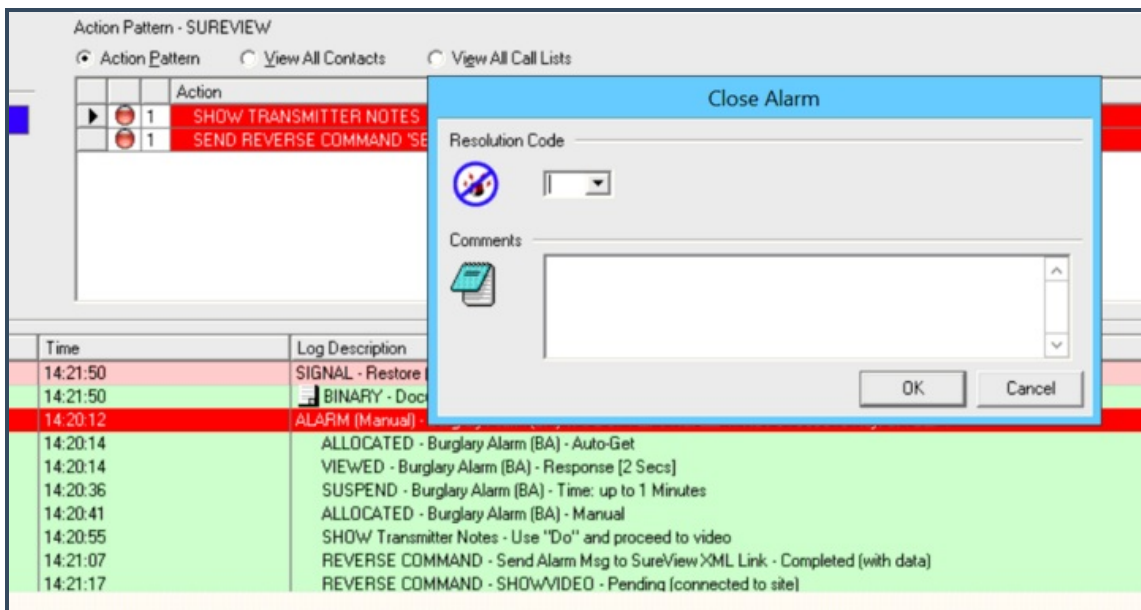 Action Pattern - SUREVIEW
Action Pattern View All Contacts View All Call Lists
Action
1 SHOW TRANSMITTER NOTES
1 SEND REVERSE COMMAND 'SE
Close Alarm
Resolution Code
Comments
OK Cancel
Time Log Description
14:21:50 SIGNAL - Restore
14:21:50 BINARY - Docu
14:20:12 ALARM (Manual) -
14:20:14 ALLOCATED - Burglary Alarm (BA) - Auto-Get
14:20:14 VIEWED - Burglary Alarm (BA) - Response [2 Secs]
14:20:36 SUSPEND - Burglary Alarm (BA) - Time: up to 1 Minutes
14:20:41 ALLOCATED - Burglary Alarm (BA) - Manual
14:20:55 SHOW Transmitter Notes - Use "Do" and proceed to video
14:21:07 REVERSE COMMAND - Send Alarm Msg to SureView XML Link - Completed (with data)
14:21:17 REVERSE COMMAND - SHOWVIDEO - Pending (connected to site)